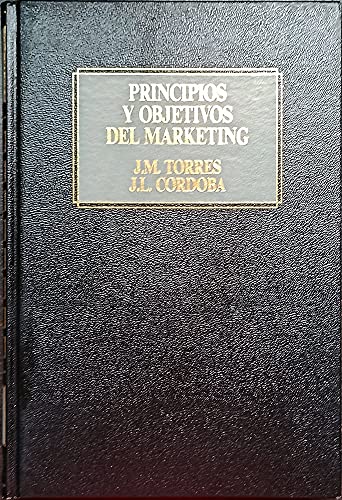 PRINCIPIOS
Y OBJETIVOS
DEL MARKETING
J.M. TORRES
J.L. CORDOBA